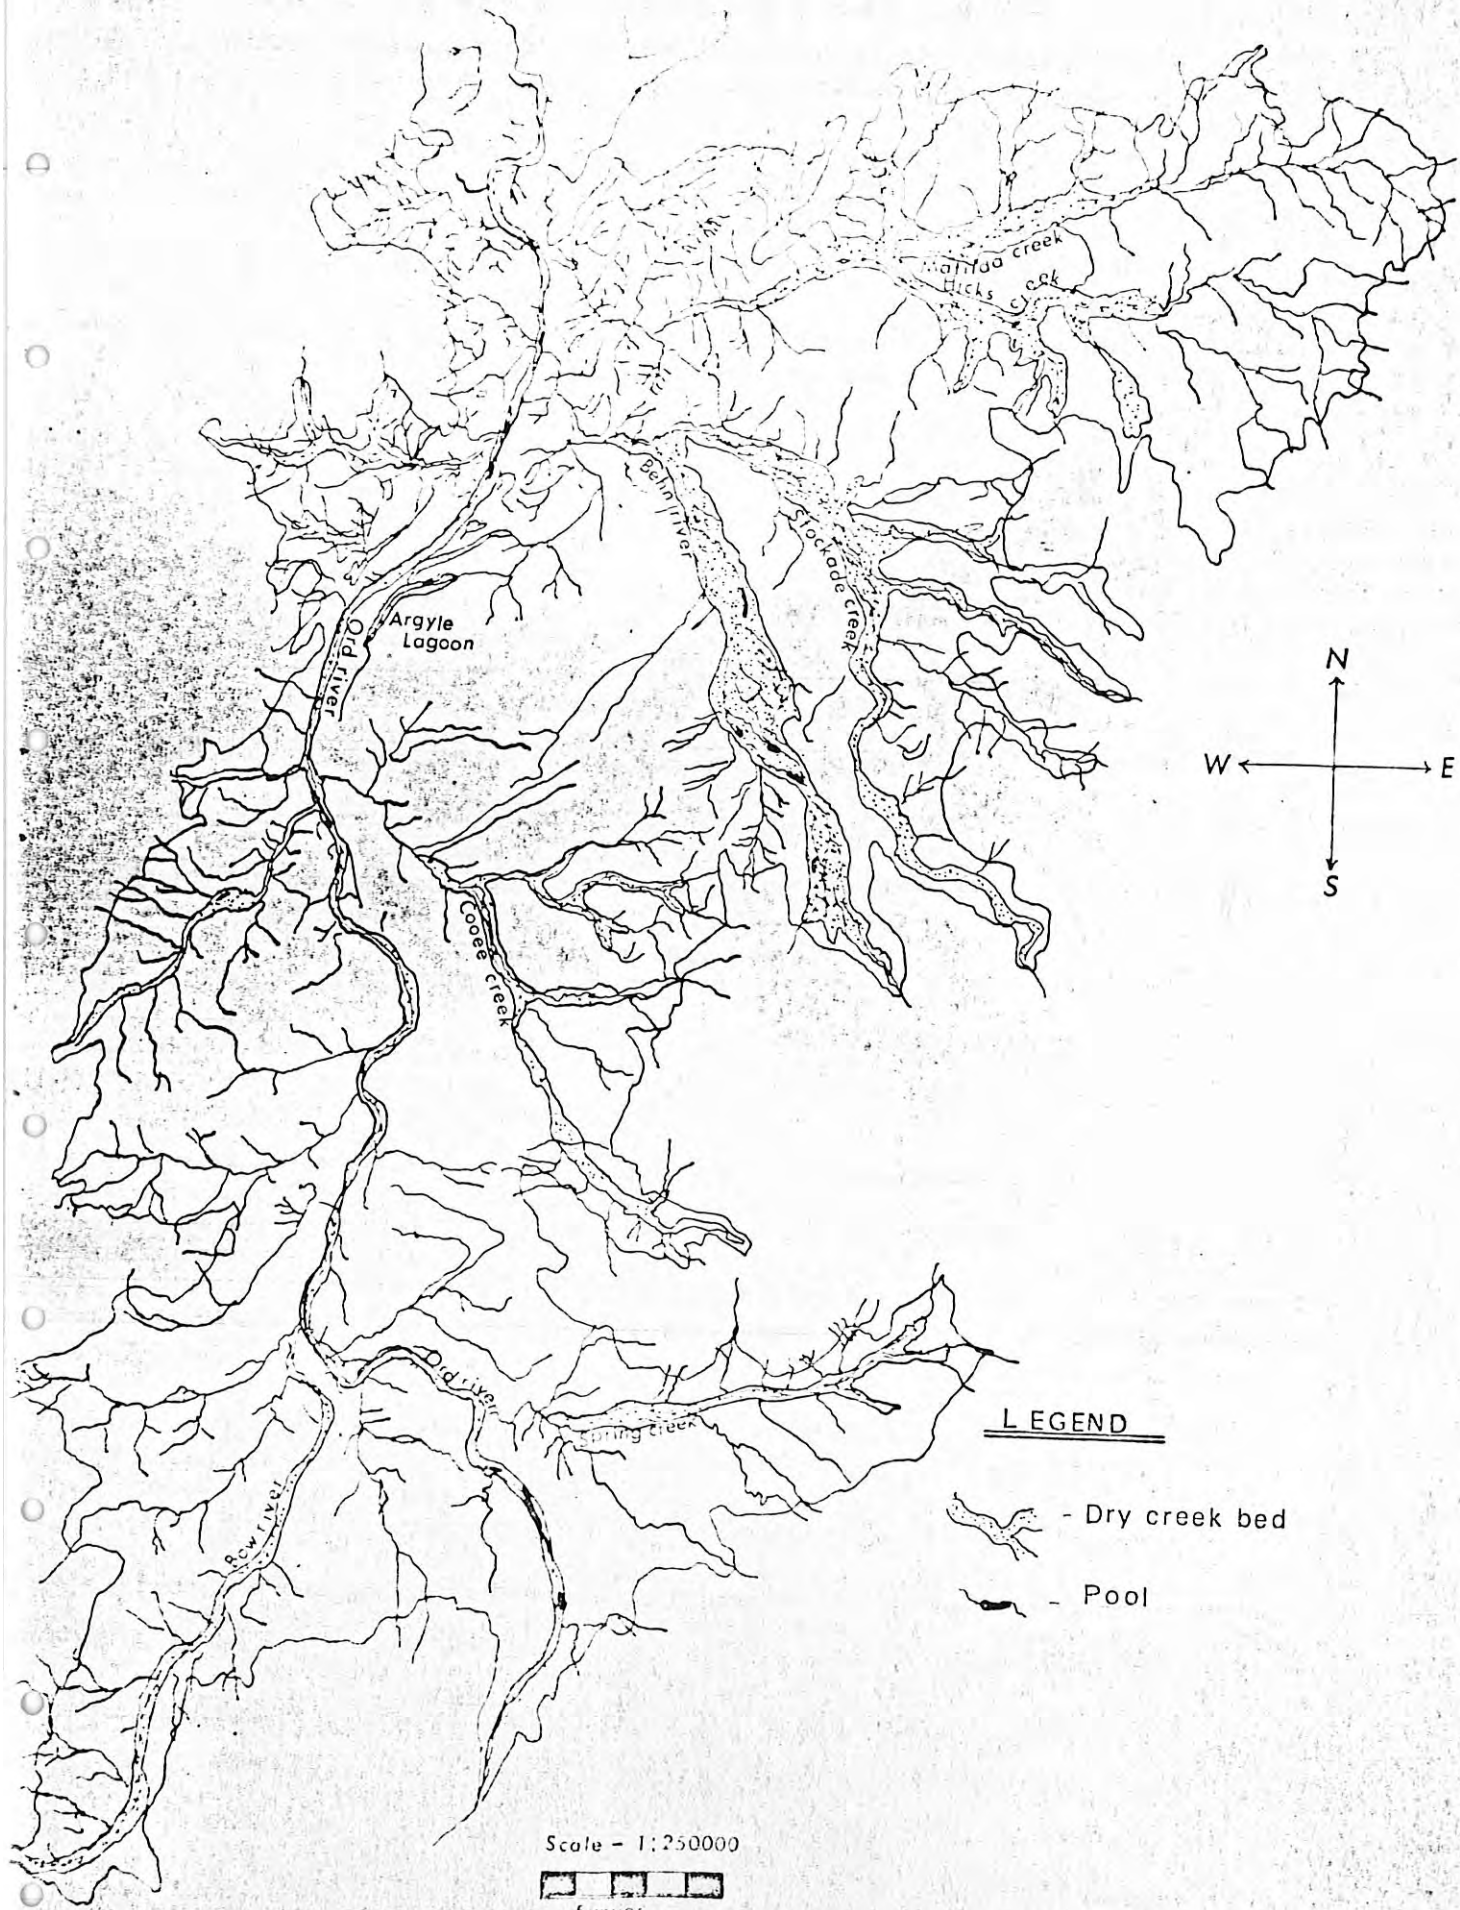 Matilda creek
Hicks
Behn river
Stockade creek
Argyle
Lagoon
Ord river
N
W
E
S
Cooee creek
Ord river
Spring creek
LEGEND
- Dry creek bed
- Pool
Bow river
Scale - 1:250000